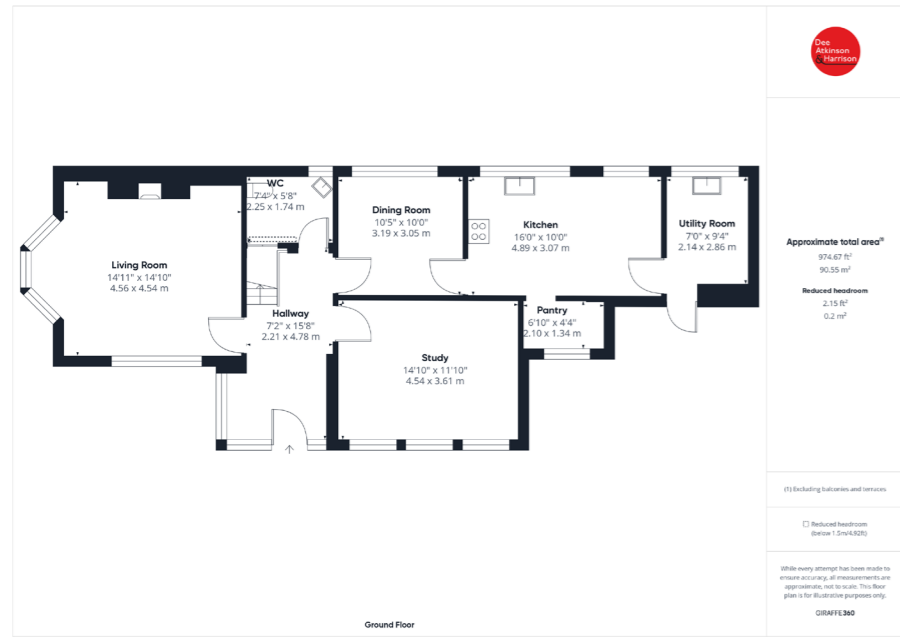 Dee
Atkinson
& Harrison
WC
7'4" x 5'8"
2.25 x 1.74 m
Dining Room
10'5" x 10'0"
3.19 x 3.05 m
Kitchen
16'0" x 10'0"
4.89 x 3.07 m
Utility Room
7'0" x 9'4"
2.14 x 2.86 m
Living Room
14'11" x 14'10"
4.56 x 4.54 m
Hallway
7'2" x 15'8"
2.21 x 4.78 m
Pantry
6'10" x 4'4"
2.10 x 1.34 m
Study
14'10" x 11'10"
4.54 x 3.61 m
Ground Floor
Approximate total area(1)
974.67 ft²
90.55 m²
Reduced headroom
2.15 ft²
0.2 m²
(1) Excluding balconies and terraces
Reduced headroom
(below 1.5m/4.92ft)
While every attempt has been made to
ensure accuracy, all measurements are
approximate, not to scale. This floor
plan is for illustrative purposes only.
GIRAFFE360